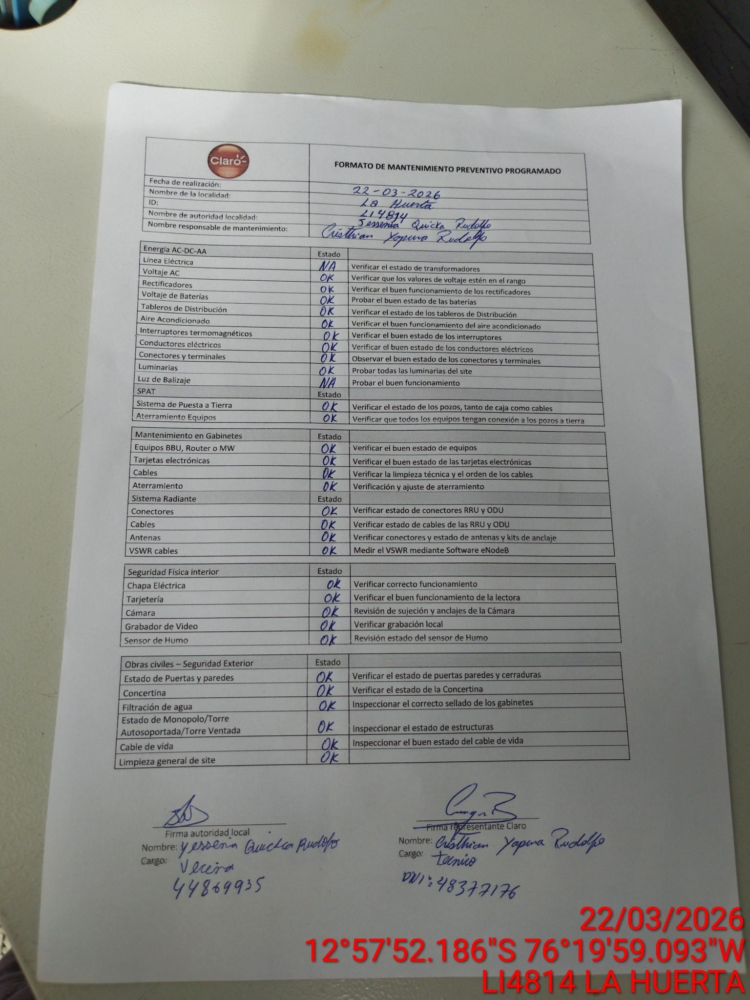 Claro
FORMATO DE MANTENIMIENTO PREVENTIVO PROGRAMADO
Fecha de realización: 22-03-2026
Nombre de la localidad: La Huerta
ID: LI4814
Nombre de autoridad localidad: Jessenia Quicka Rudolfo
Nombre responsable de mantenimiento: Cristhian Yapura Rudolfo
Energía AC-DC-AA Estado
Línea Eléctrica NA Verificar el estado de transformadores
Voltaje AC OK Verificar que los valores de voltaje estén en el rango
Rectificadores OK Verificar el buen funcionamiento de los rectificadores
Voltaje de Baterías OK Probar el buen estado de las baterías
Tableros de Distribución OK Verificar el estado de los tableros de Distribución
Aire Acondicionado OK Verificar el buen funcionamiento del aire acondicionado
Interruptores termomagnéticos OK Verificar el buen estado de los interruptores
Conductores eléctricos OK Verificar el buen estado de los conductores eléctricos
Conectores y terminales OK Observar el buen estado de los conectores y terminales
Luminarias OK Probar todas las luminarias del site
Luz de Balizaje NA Probar el buen funcionamiento
SPAT Estado
Sistema de Puesta a Tierra OK Verificar el estado de los pozos, tanto de caja como cables
Aterramiento Equipos OK Verificar que todos los equipos tengan conexión a los pozos a tierra
Mantenimiento en Gabinetes Estado
Equipos BBU, Router o MW OK Verificar el buen estado de equipos
Tarjetas electrónicas OK Verificar el buen estado de las tarjetas electrónicas
Cables OK Verificar la limpieza técnica y el orden de los cables
Aterramiento OK Verificación y ajuste de aterramiento
Sistema Radiante Estado
Conectores OK Verificar estado de conectores RRU y ODU
Cables OK Verificar estado de cables de las RRU y ODU
Antenas OK Verificar conectores y estado de antenas y kits de anclaje
VSWR cables OK Medir el VSWR mediante Software eNodeB
Seguridad Física interior Estado
Chapa Eléctrica OK Verificar correcto funcionamiento
Tarjetería OK Verificar el buen funcionamiento de la lectora
Cámara OK Revisión de sujeción y anclajes de la Cámara
Grabador de Video OK Verificar grabación local
Sensor de Humo OK Revisión estado del sensor de Humo
Obras civiles – Seguridad Exterior Estado
Estado de Puertas y paredes OK Verificar el estado de puertas paredes y cerraduras
Concertina OK Verificar el estado de la Concertina
Filtración de agua OK Inspeccionar el correcto sellado de los gabinetes
Estado de Monopolo/Torre
Autosoportada/Torre Ventada OK Inspeccionar el estado de estructuras
Cable de vida OK Inspeccionar el buen estado del cable de vida
Limpieza general de site OK
Firma autoridad local
Nombre: Yessenia Quicka Rudolfo
Cargo: Vecina
44869935
Firma representante Claro
Nombre: Cristhian Yapura Rudolfo
Cargo: Tecnico
DNI: 48377176
22/03/2026
12°57'52.186"S 76°19'59.093"W
LI4814 LA HUERTA